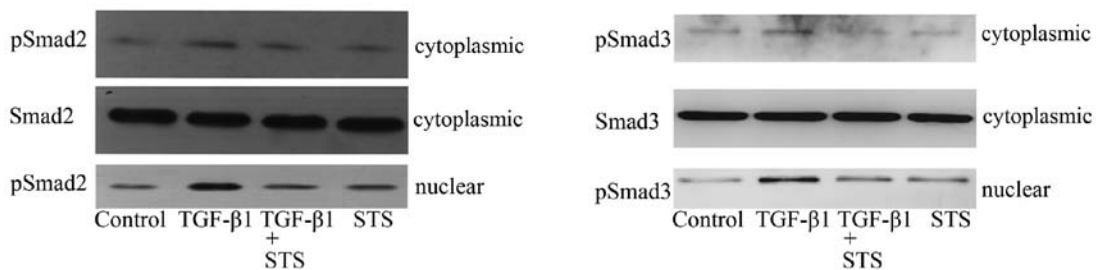 pSmad2 cytoplasmic
Smad2 cytoplasmic
pSmad2 nuclear
Control TGF-β1 TGF-β1 STS
+
STS
pSmad3 cytoplasmic
Smad3 cytoplasmic
pSmad3 nuclear
Control TGF-β1 TGF-β1 STS
+
STS